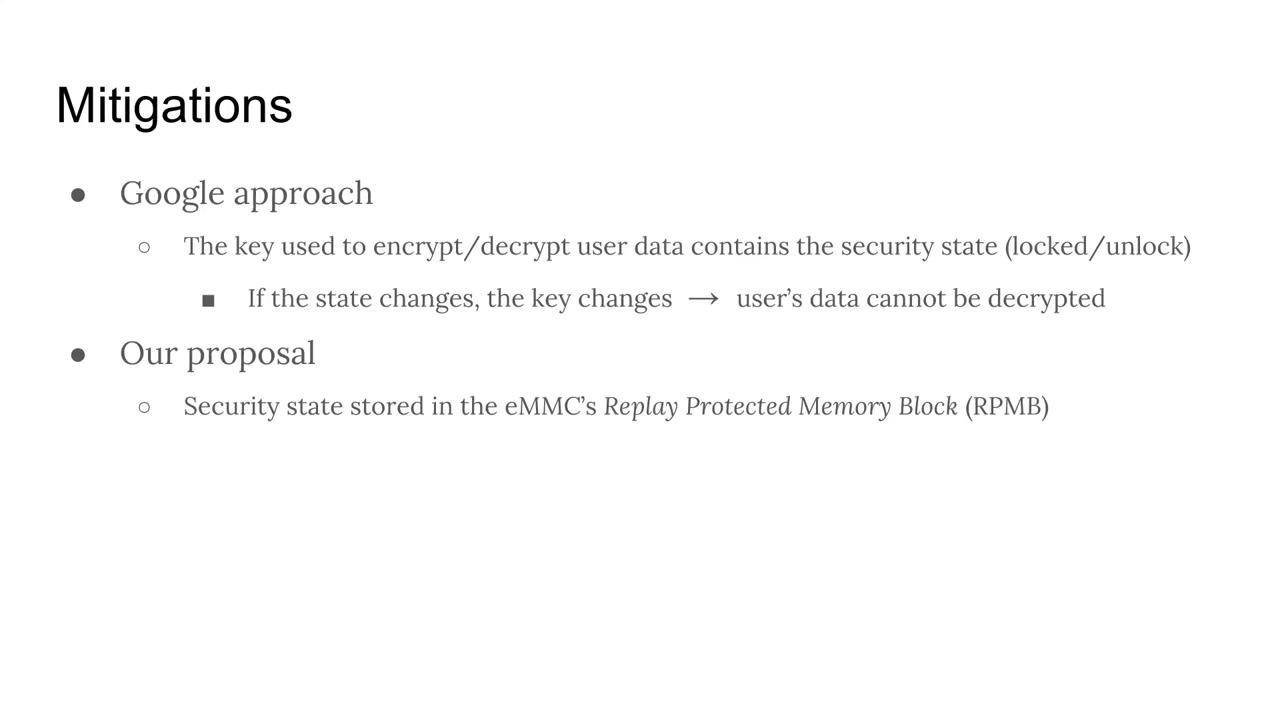 Mitigations
● Google approach
○ The key used to encrypt/decrypt user data contains the security state (locked/unlock)
■ If the state changes, the key changes → user’s data cannot be decrypted
● Our proposal
○ Security state stored in the eMMC’s Replay Protected Memory Block (RPMB)